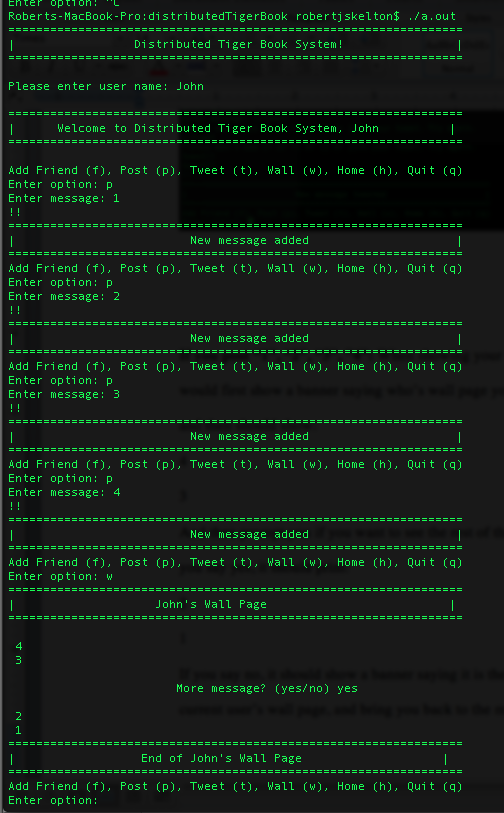 Enter option: ^C
Roberts-MacBook-Pro:distributedTigerBook robertjskelton$ ./a.out
=================================================================
|                 Distributed Tiger Book System!                |
=================================================================
Please enter user name: John
=================================================================
|      Welcome to Distributed Tiger Book System, John          |
=================================================================
Add Friend (f), Post (p), Tweet (t), Wall (w), Home (h), Quit (q)
Enter option: p
Enter message: 1
!!
=================================================================
|                         New message added                     |
=================================================================
Add Friend (f), Post (p), Tweet (t), Wall (w), Home (h), Quit (q)
Enter option: p
Enter message: 2
!!
=================================================================
|                         New message added                     |
=================================================================
Add Friend (f), Post (p), Tweet (t), Wall (w), Home (h), Quit (q)
Enter option: p
Enter message: 3
!!
=================================================================
|                         New message added                     |
=================================================================
Add Friend (f), Post (p), Tweet (t), Wall (w), Home (h), Quit (q)
Enter option: p
Enter message: 4
!!
=================================================================
|                         New message added                     |
=================================================================
Add Friend (f), Post (p), Tweet (t), Wall (w), Home (h), Quit (q)
Enter option: w
=================================================================
|                    John's Wall Page                          |
=================================================================
4
3
More message? (yes/no) yes
2
1
=================================================================
|                  End of John's Wall Page                    |
=================================================================
Add Friend (f), Post (p), Tweet (t), Wall (w), Home (h), Quit (q)
Enter option: